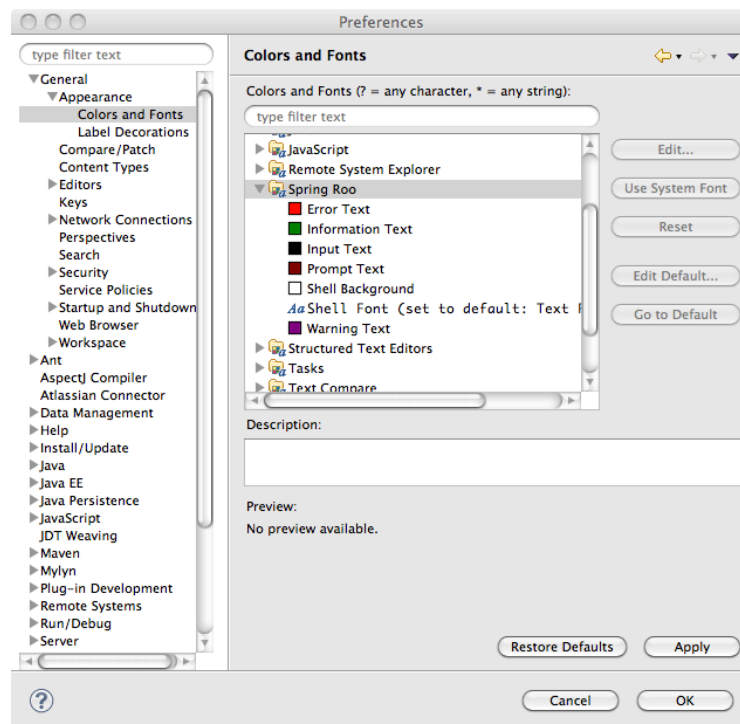 Preferences
type filter text
General
Appearance
Colors and Fonts
Label Decorations
Compare/Patch
Content Types
Editors
Keys
Network Connections
Perspectives
Search
Security
Service Policies
Startup and Shutdown
Web Browser
Workspace
Ant
AspectJ Compiler
Atlassian Connector
Data Management
Help
Install/Update
Java
Java EE
Java Persistence
JavaScript
JDT Weaving
Maven
Mylyn
Plug-in Development
Remote Systems
Run/Debug
Server
Colors and Fonts
Colors and Fonts (? = any character, * = any string):
type filter text
JavaScript
Remote System Explorer
Spring Roo
Error Text
Information Text
Input Text
Prompt Text
Shell Background
Aa Shell Font (set to default: Text
Warning Text
Structured Text Editors
Tasks
Text Compare
Edit...
Use System Font
Reset
Edit Default...
Go to Default
Description:
Preview:
No preview available.
Restore Defaults
Apply
?
Cancel
OK